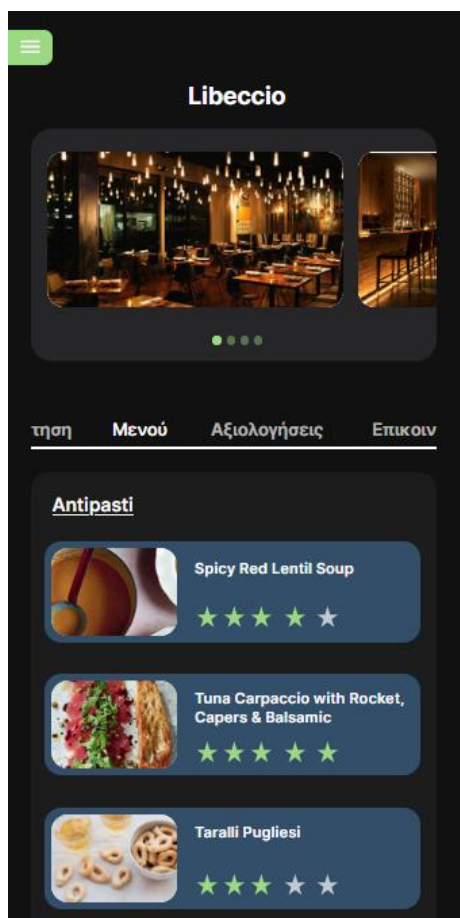 Libeccio
τηση Μενού Αξιολογήσεις Επικοιν
Antipasti
Spicy Red Lentil Soup
Tuna Carpaccio with Rocket,
Capers & Balsamic
Taralli Pugliesi